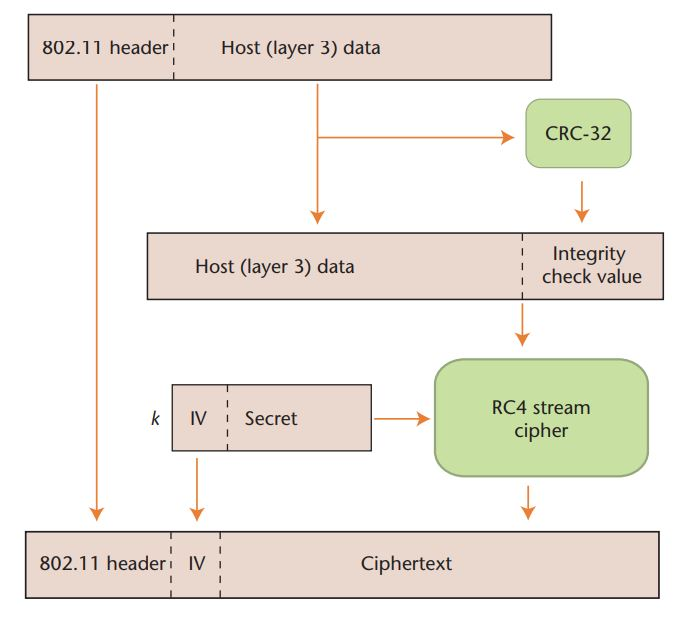 802.11 header
Host (layer 3) data
CRC-32
Host (layer 3) data
Integrity
check value
k
IV
Secret
RC4 stream
cipher
802.11 header
IV
Ciphertext